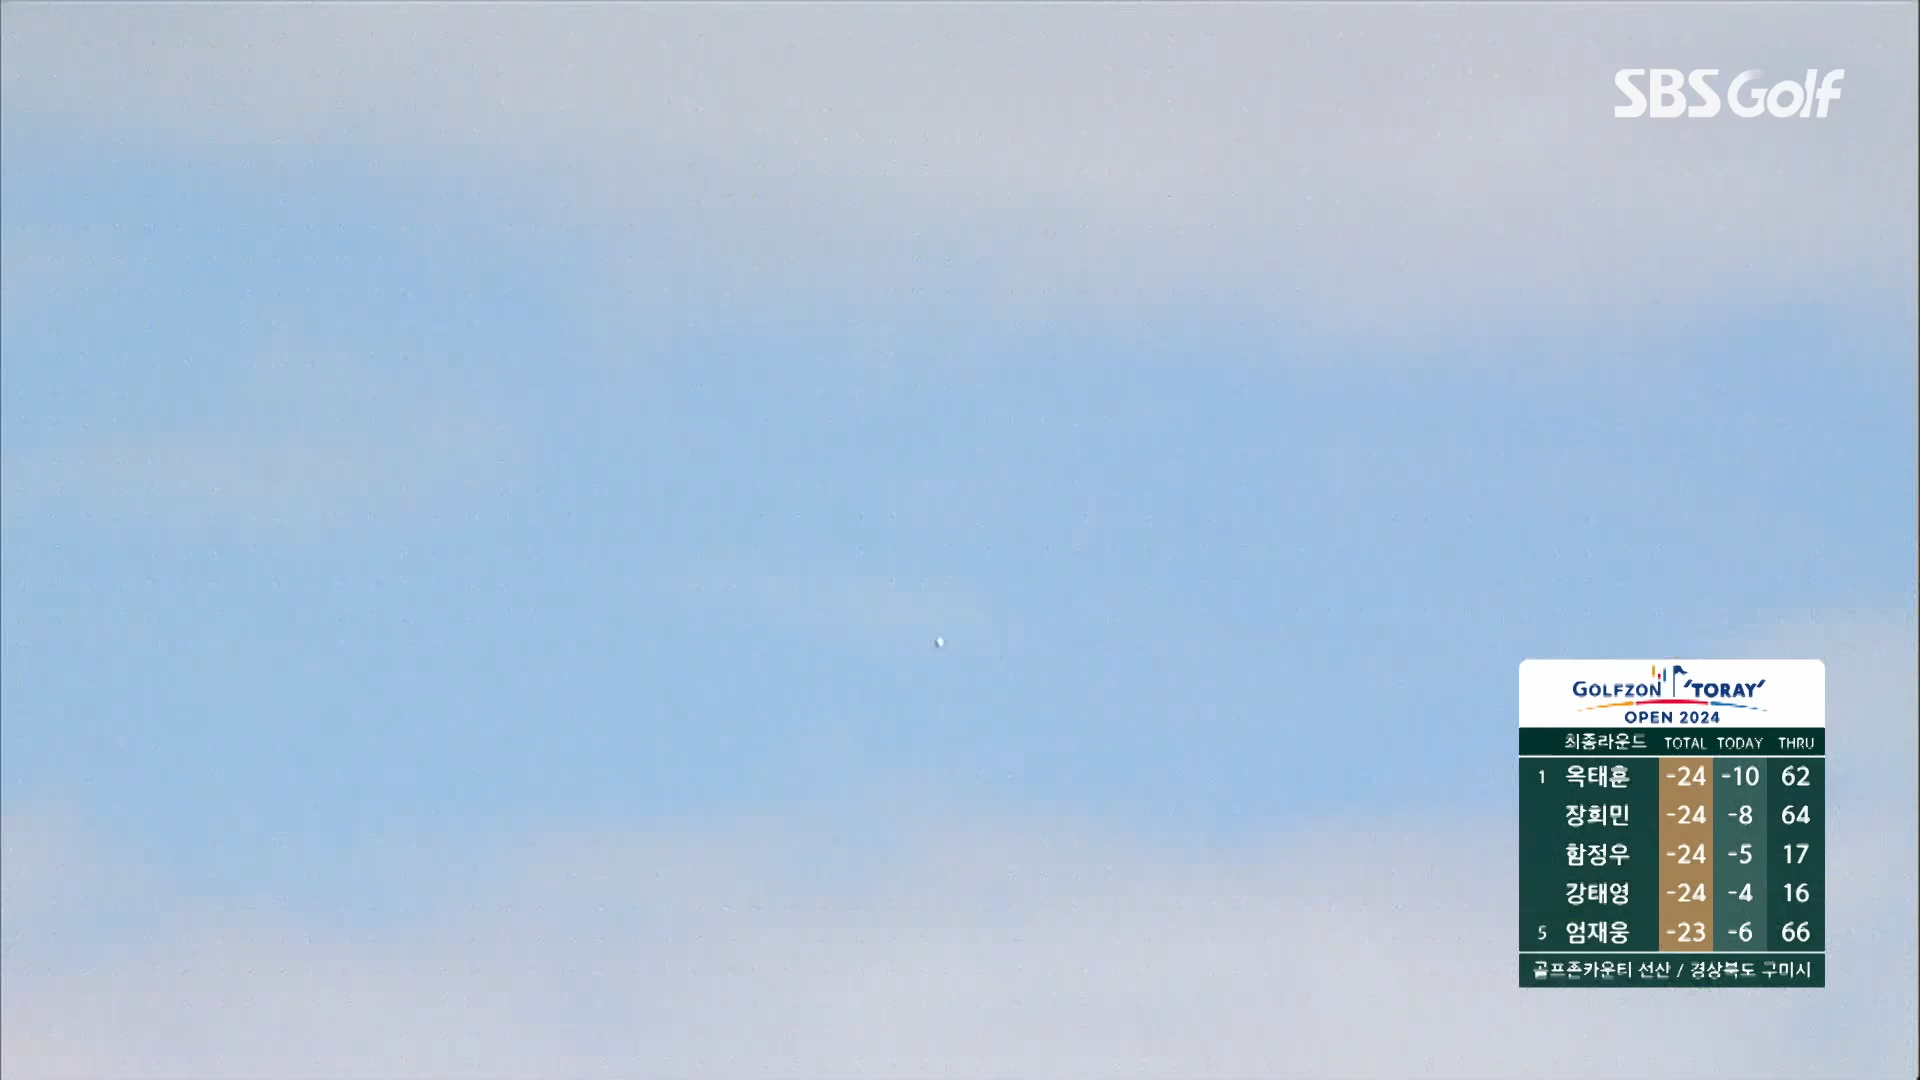 SBS Golf
GOLFZON 'TORAY'
OPEN 2024
최종라운드 TOTAL TODAY THRU
1 옥태훈 -24 -10 62
장희민 -24 -8 64
함정우 -24 -5 17
강태영 -24 -4 16
5 엄재웅 -23 -6 66
골프존카운티 선산 / 경상북도 구미시